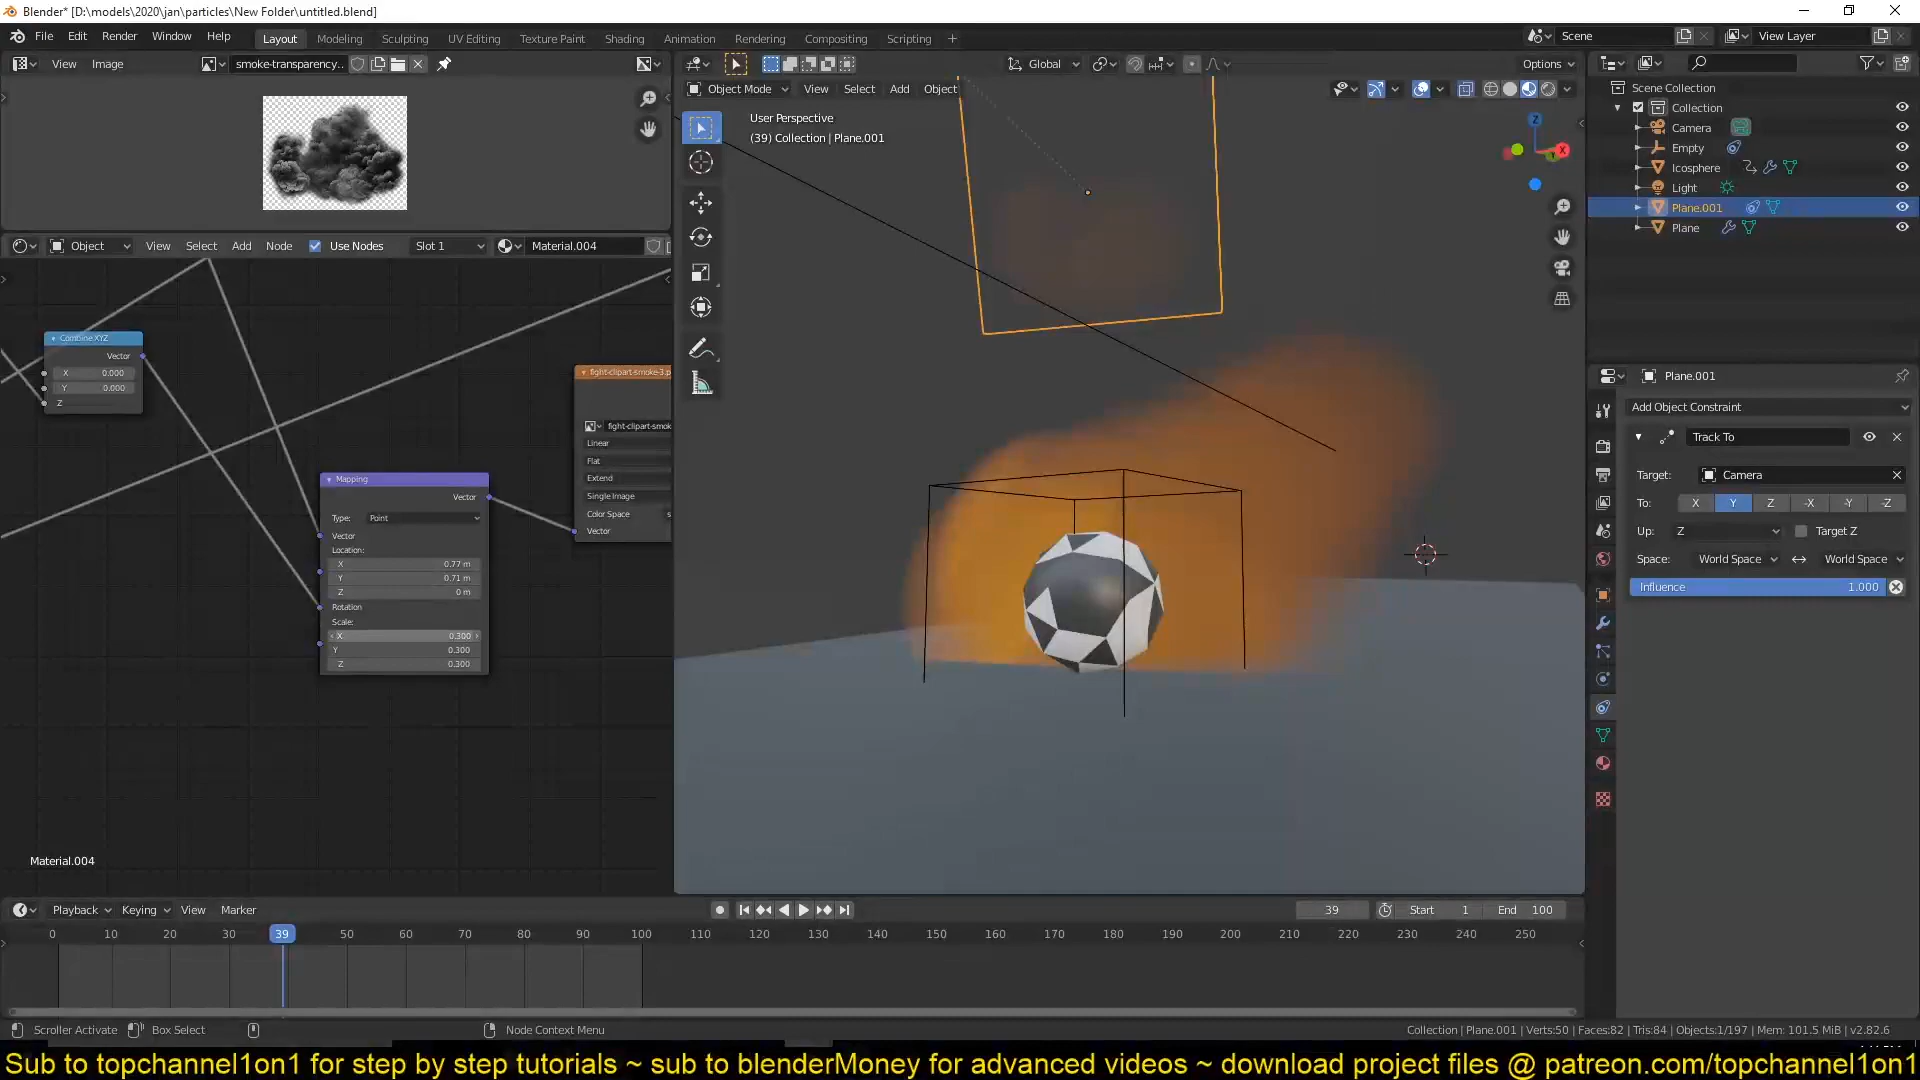 Blender* [D:\models\2020\jan\particles\New Folder\untitled.blend]
File Edit Render Window Help Layout Modeling Sculpting UV Editing Texture Paint Shading Animation Rendering Compositing Scripting Scene View Layer
View Image smoke-transparency.. Global Options
Object Mode View Select Add Object
User Perspective
(39) Collection | Plane.001
Z
X
Y
Scene Collection
Collection
Camera
Empty
Icosphere
Light
Plane.001
Plane
Object View Select Add Node Use Nodes Slot 1 Material.004
Combine XYZ
Vector
X 0.000
Y 0.000
Z
fight-clipart-smoke-3.p
fight-clipart-smok
Linear
Flat
Extend
Single Image
Color Space s
Vector
Mapping
Vector
Type: Point
Vector
Location:
X 0.77 m
Y 0.71 m
Z 0 m
Rotation
Scale:
X 0.300
Y 0.300
Z 0.300
Material.004
Plane.001
Add Object Constraint
Track To
Target: Camera
To: X Y Z -X -Y -Z
Up: Z Target Z
Space: World Space World Space
Influence 1.000
Playback Keying View Marker 39 Start 1 End 100
0 10 20 30 39 50 60 70 80 90 100 110 120 130 140 150 160 170 180 190 200 210 220 230 240 250
Scroller Activate Box Select Node Context Menu Collection | Plane.001 | Verts:50 | Faces:82 | Tris:84 | Objects:1/197 | Mem: 101.5 MiB | v2.82.6
Sub to topchannel1on1 for step by step tutorials ~ sub to blenderMoney for advanced videos ~ download project files @ patreon.com/topchannel1on1